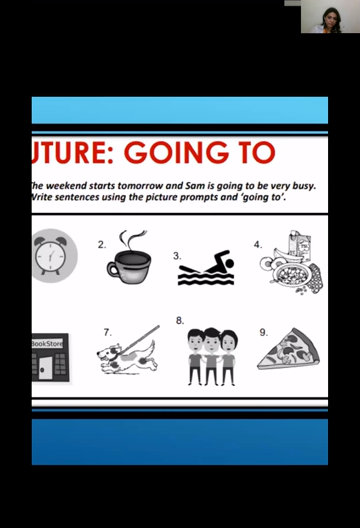 UTURE: GOING TO
The weekend starts tomorrow and Sam is going to be very busy.
Write sentences using the picture prompts and 'going to'.
2.
3.
4.
BookStore
7.
8.
9.